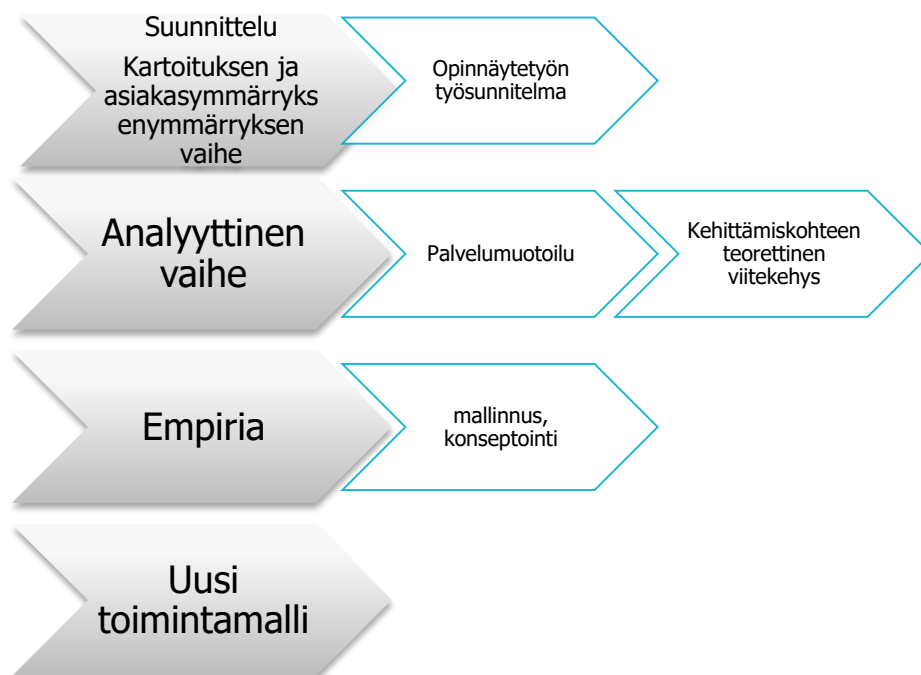 Suunnittelu
Kartoituksen ja
asiakasymmärryks
enymmärryksen
vaihe
Opinnäytetyön
työsunnitelma
Analyyttinen
vaihe
Palvelumuotoilu
Kehittämiskohteen
teorettinen
viitekehys
Empiria
mallinnus,
konseptointi
Uusi
toimintamalli